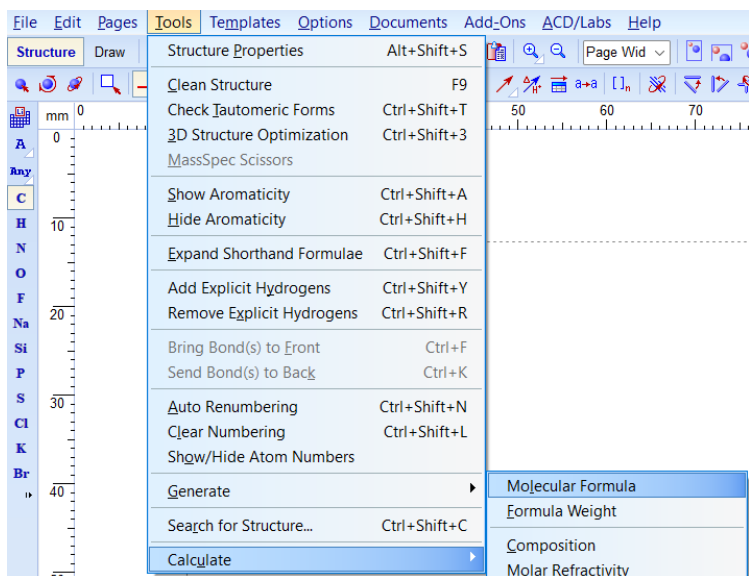 File Edit Pages Tools Templates Options Documents Add-Ons ACD/Labs Help
Structure Draw Page Wid
a→a []n
mm 0 50 60 70
0
10
20
30
40
A
Any
C
H
N
O
F
Na
Si
P
S
Cl
K
Br
Structure Properties Alt+Shift+S
Clean Structure F9
Check Tautomeric Forms Ctrl+Shift+T
3D Structure Optimization Ctrl+Shift+3
MassSpec Scissors
Show Aromaticity Ctrl+Shift+A
Hide Aromaticity Ctrl+Shift+H
Expand Shorthand Formulae Ctrl+Shift+F
Add Explicit Hydrogens Ctrl+Shift+Y
Remove Explicit Hydrogens Ctrl+Shift+R
Bring Bond(s) to Front Ctrl+F
Send Bond(s) to Back Ctrl+K
Auto Renumbering Ctrl+Shift+N
Clear Numbering Ctrl+Shift+L
Show/Hide Atom Numbers
Generate
Search for Structure... Ctrl+Shift+C
Calculate
Molecular Formula
Formula Weight
Composition
Molar Refractivity